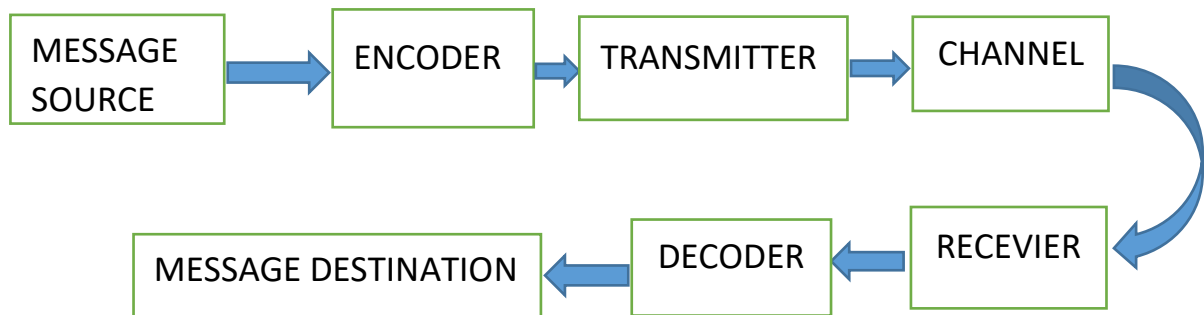 MESSAGE
SOURCE
ENCODER
TRANSMITTER
CHANNEL
RECEVIER
DECODER
MESSAGE DESTINATION